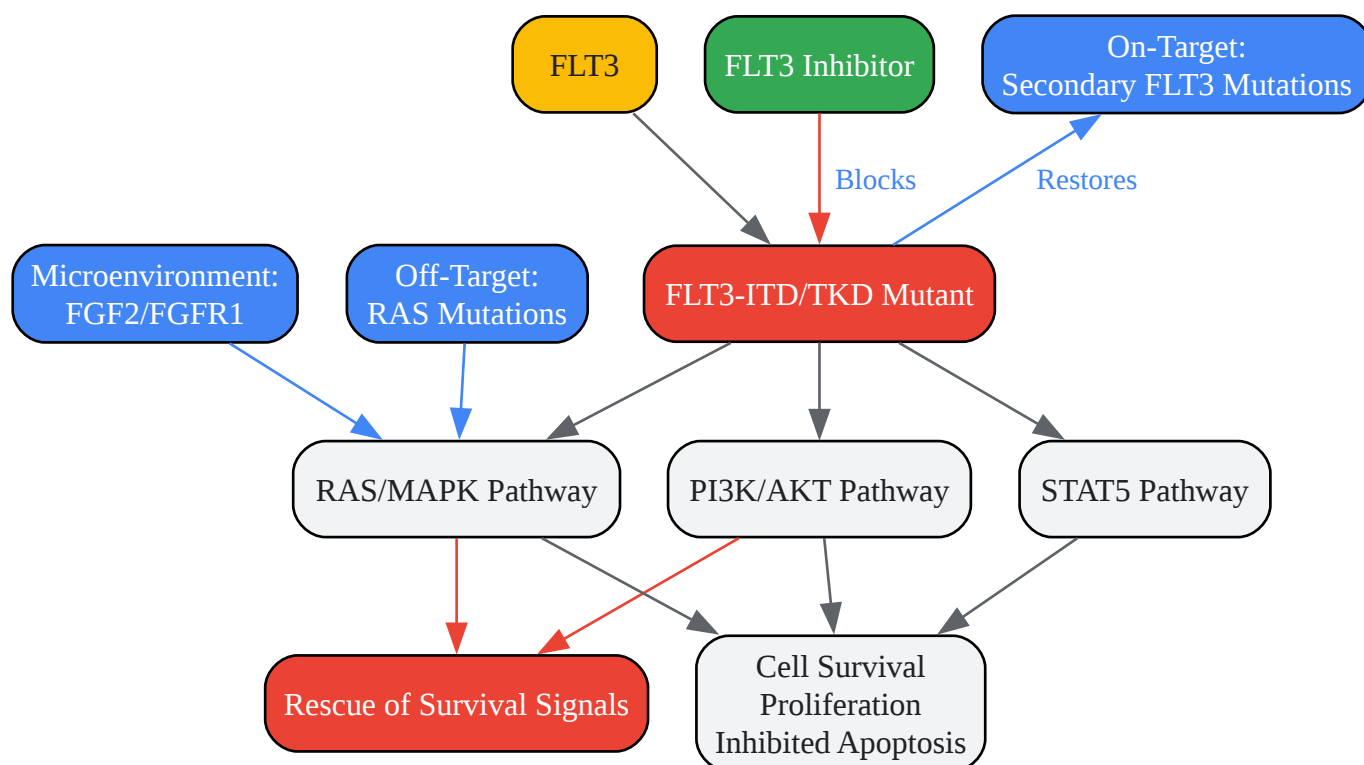 FLT3
FLT3 Inhibitor
On-Target:
Secondary FLT3 Mutations
Blocks
Restores
Microenvironment:
FGF2/FGFR1
Off-Target:
RAS Mutations
FLT3-ITD/TKD Mutant
RAS/MAPK Pathway
PI3K/AKT Pathway
STAT5 Pathway
Rescue of Survival Signals
Cell Survival
Proliferation
Inhibited Apoptosis